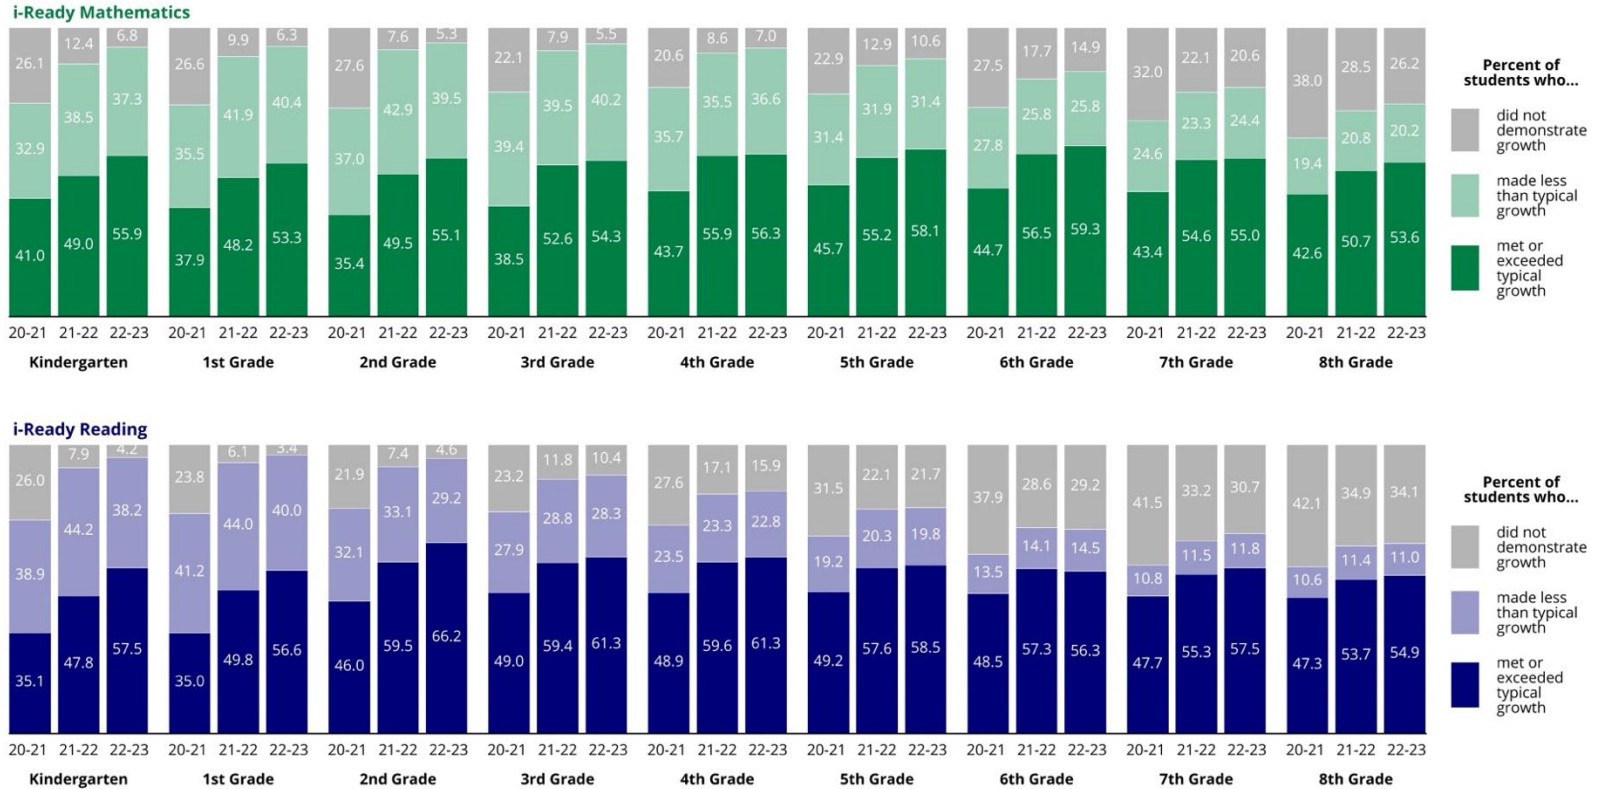 i-Ready Mathematics
26.1 12.4 6.8 26.6 9.9 6.3 27.6 7.6 5.3 22.1 7.9 5.5 20.6 8.6 7.0 22.9 12.9 10.6 27.5 17.7 14.9 32.0 22.1 20.6 38.0 28.5 26.2
32.9 38.5 37.3 35.5 41.9 40.4 37.0 42.9 39.5 39.4 39.5 40.2 35.7 35.5 36.6 31.4 31.9 31.4 27.8 25.8 25.8 24.6 23.3 24.4 19.4 20.8 20.2
41.0 49.0 55.9 37.9 48.2 53.3 35.4 49.5 55.1 38.5 52.6 54.3 43.7 55.9 56.3 45.7 55.2 58.1 44.7 56.5 59.3 43.4 54.6 55.0 42.6 50.7 53.6
20-21 21-22 22-23 20-21 21-22 22-23 20-21 21-22 22-23 20-21 21-22 22-23 20-21 21-22 22-23 20-21 21-22 22-23 20-21 21-22 22-23 20-21 21-22 22-23 20-21 21-22 22-23
Kindergarten 1st Grade 2nd Grade 3rd Grade 4th Grade 5th Grade 6th Grade 7th Grade 8th Grade
Percent of
students who...
did not
demonstrate
growth
made less
than typical
growth
met or
exceeded
typical
growth
i-Ready Reading
26.0 7.9 4.2 23.8 6.1 3.4 21.9 7.4 4.6 23.2 11.8 10.4 27.6 17.1 15.9 31.5 22.1 21.7 37.9 28.6 29.2 41.5 33.2 30.7 42.1 34.9 34.1
38.9 44.2 38.2 41.2 44.0 40.0 32.1 33.1 29.2 27.9 28.8 28.3 23.5 23.3 22.8 19.2 20.3 19.8 13.5 14.1 14.5 10.8 11.5 11.8 10.6 11.4 11.0
35.1 47.8 57.5 35.0 49.8 56.6 46.0 59.5 66.2 49.0 59.4 61.3 48.9 59.6 61.3 49.2 57.6 58.5 48.5 57.3 56.3 47.7 55.3 57.5 47.3 53.7 54.9
20-21 21-22 22-23 20-21 21-22 22-23 20-21 21-22 22-23 20-21 21-22 22-23 20-21 21-22 22-23 20-21 21-22 22-23 20-21 21-22 22-23 20-21 21-22 22-23 20-21 21-22 22-23
Kindergarten 1st Grade 2nd Grade 3rd Grade 4th Grade 5th Grade 6th Grade 7th Grade 8th Grade
Percent of
students who...
did not
demonstrate
growth
made less
than typical
growth
met or
exceeded
typical
growth